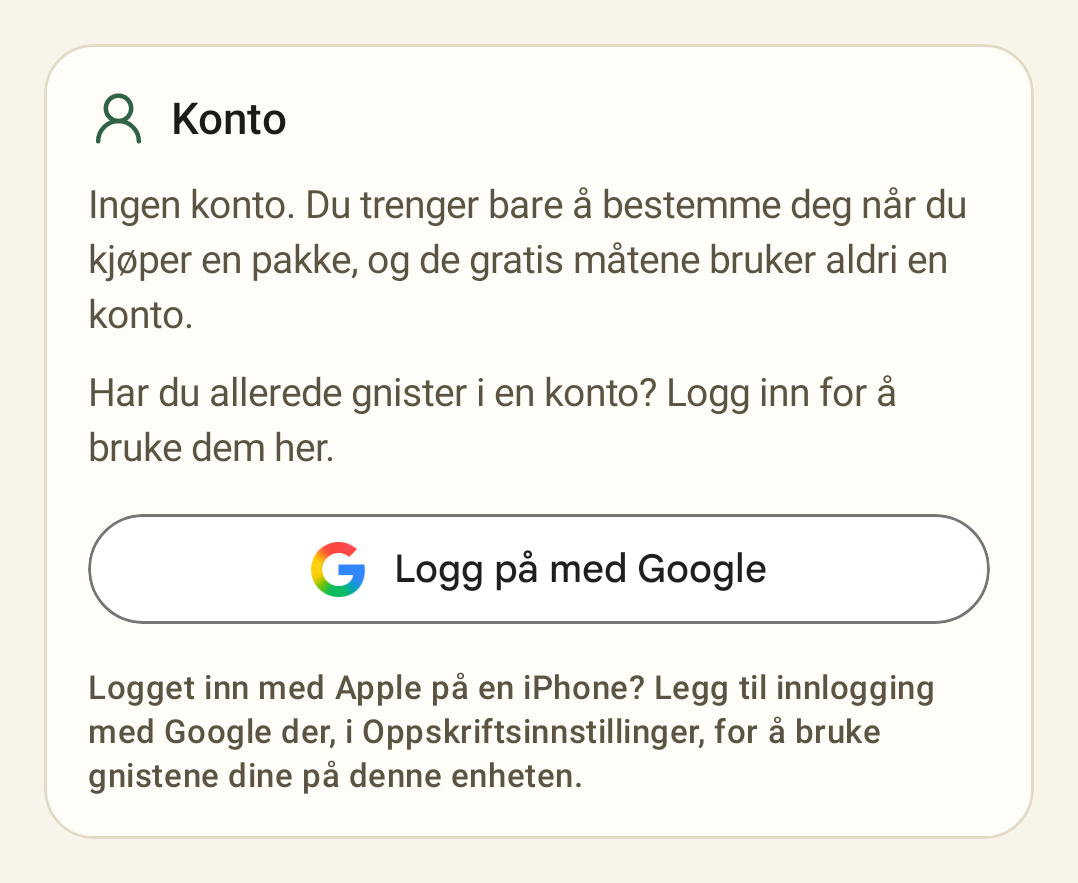 Konto
Ingen konto. Du trenger bare å bestemme deg når du
kjøper en pakke, og de gratis måtene bruker aldri en
konto.
Har du allerede gnister i en konto? Logg inn for å
bruke dem her.
Logg på med Google
Logget inn med Apple på en iPhone? Legg til innlogging
med Google der, i Oppskriftsinnstillinger, for å bruke
gnistene dine på denne enheten.